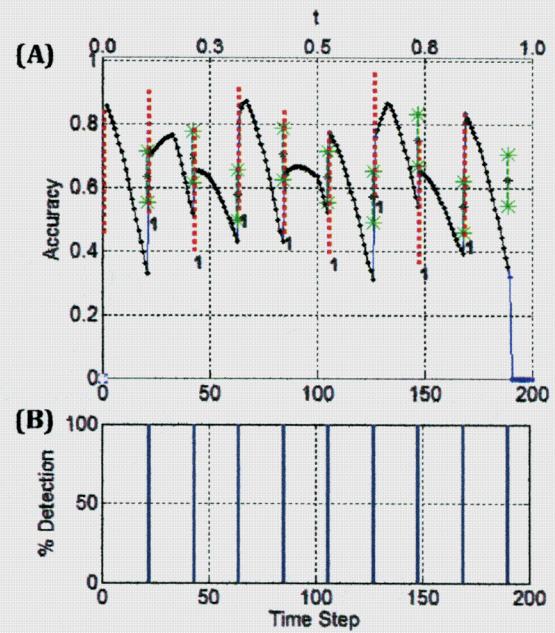 t
(A) 0.0 0.3 0.5 0.8 1.0
1
0.8
0.6
0.4
0.2
0
Accuracy
1 1 1 1 1 1 1 1
0 50 100 150 200
(B)
100
50
0
% Detection
0 50 100 150 200
Time Step